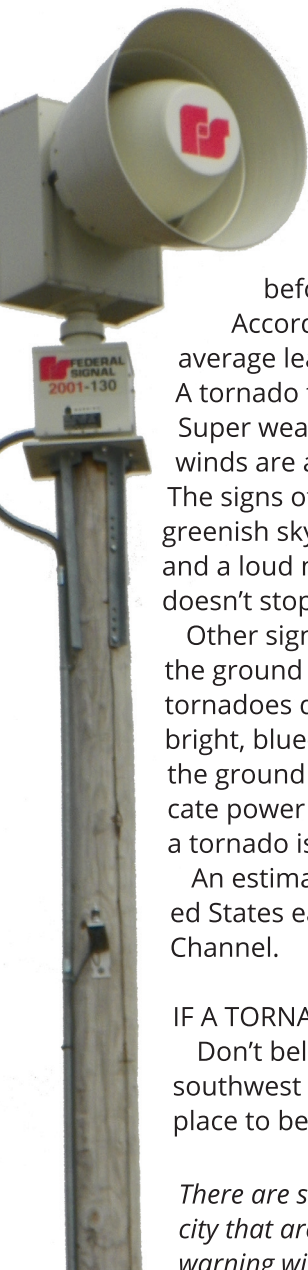 FEDERAL
SIGNAL
2001-130
befo
Accord
average lea
A tornado
Super wea
winds are a
The signs o
greenish sky
and a loud
doesn't stop
Other sign
the ground
tornadoes
bright, blue
the ground
cate power
a tornado is
An estima
ed States ea
Channel.
IF A TORNA
Don't bel
southwest
place to be
There are s
city that are
warning wi